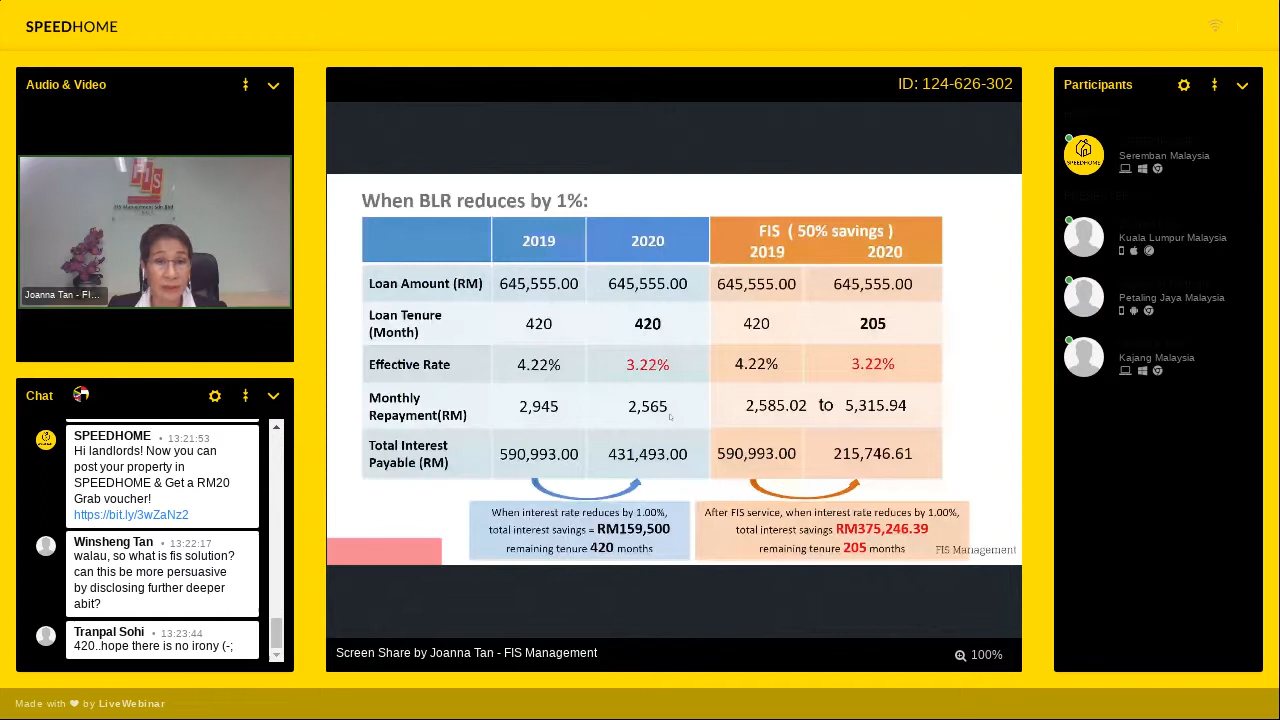 SPEEDHOME
Audio & Video
FIS
FIS Management Sdn Bhd
Joanna Tan - FI...
Chat
SPEEDHOME • 13:21:53
Hi landlords! Now you can
post your property in
SPEEDHOME & Get a RM20
Grab voucher!
https://bit.ly/3wZaNz2
Winsheng Tan • 13:22:17
walau, so what is fis solution?
can this be more persuasive
by disclosing further deeper
abit?
Tranpal Sohi • 13:23:44
420..hope there is no irony (-;
ID: 124-626-302
When BLR reduces by 1%:
2019 2020 FIS ( 50% savings )
2019 2020
Loan Amount (RM) 645,555.00 645,555.00 645,555.00 645,555.00
Loan Tenure
(Month) 420 420 420 205
Effective Rate 4.22% 3.22% 4.22% 3.22%
Monthly
Repayment(RM) 2,945 2,565 2,585.02 to 5,315.94
Total Interest
Payable (RM) 590,993.00 431,493.00 590,993.00 215,746.61
When interest rate reduces by 1.00%,
total interest savings = RM159,500
remaining tenure 420 months
After FIS service, when interest rate reduces by 1.00%,
total interest savings RM375,246.39
remaining tenure 205 months
FIS Management
Screen Share by Joanna Tan - FIS Management
100%
Participants
SPEEDHOME
Seremban Malaysia
Kuala Lumpur Malaysia
Petaling Jaya Malaysia
Kajang Malaysia
Made with ❤ by LiveWebinar